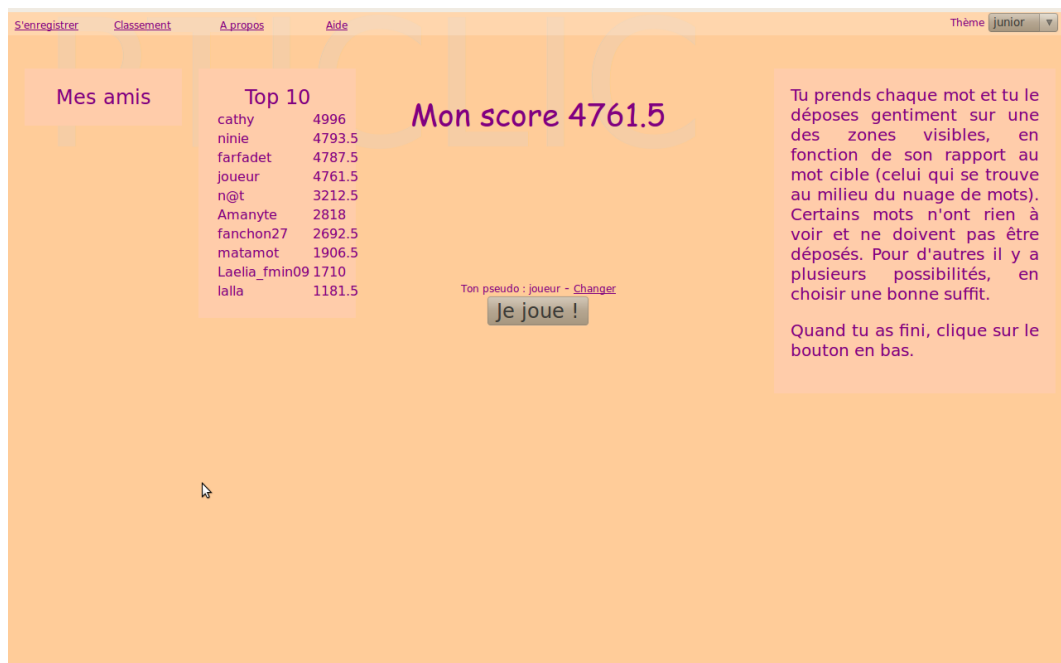 S'enregistrer Classement A propos Aide Thème junior
Mes amis
Top 10
cathy 4996
ninie 4793.5
farfadet 4787.5
joueur 4761.5
n@t 3212.5
Amanyte 2818
fanchon27 2692.5
matamot 1906.5
Laelia_fmin09 1710
lalla 1181.5
Mon score 4761.5
Ton pseudo : joueur - Changer
Je joue !
Tu prends chaque mot et tu le
déposes gentiment sur une
des zones visibles, en
fonction de son rapport au
mot cible (celui qui se trouve
au milieu du nuage de mots).
Certains mots n'ont rien à
voir et ne doivent pas être
déposés. Pour d'autres il y a
plusieurs possibilités, en
choisir une bonne suffit.
Quand tu as fini, clique sur le
bouton en bas.